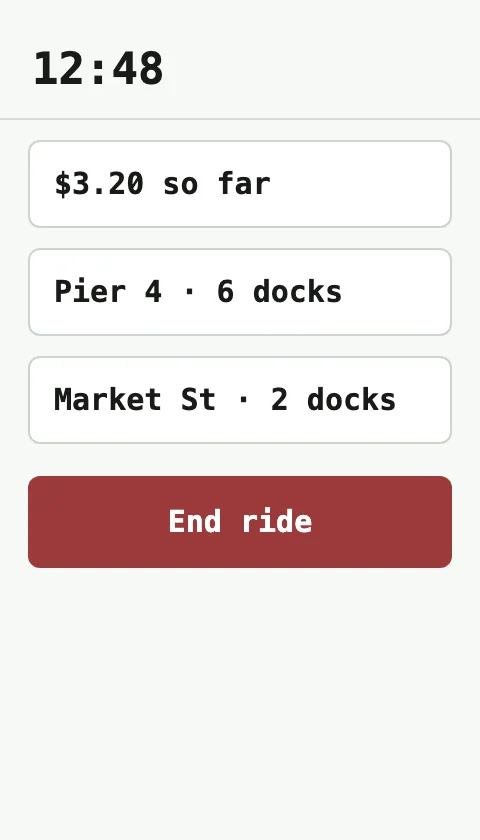 12:48
$3.20 so far
Pier 4 · 6 docks
Market St · 2 docks
End ride